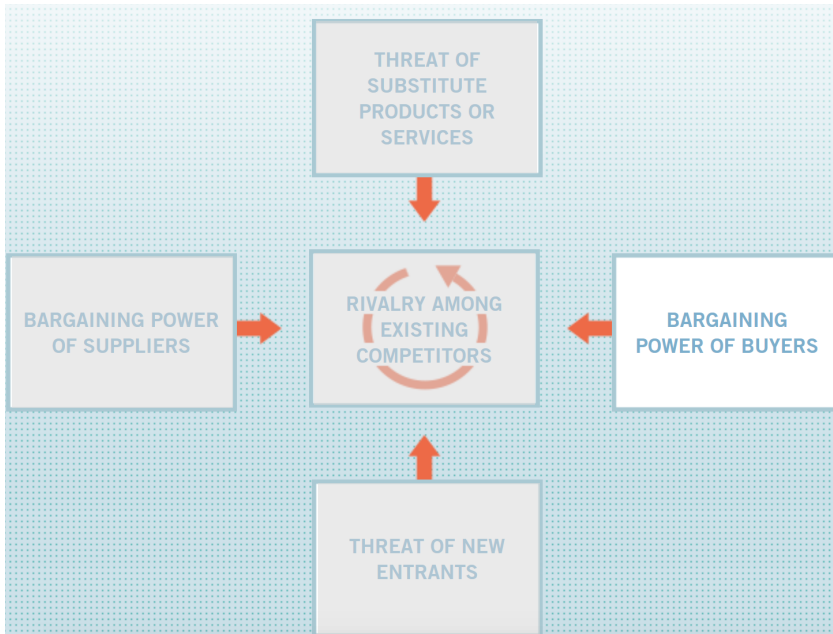 THREAT OF
SUBSTITUTE
PRODUCTS OR
SERVICES
BARGAINING POWER
OF SUPPLIERS
RIVALRY AMONG
EXISTING
COMPETITORS
BARGAINING
POWER OF BUYERS
THREAT OF NEW
ENTRANTS